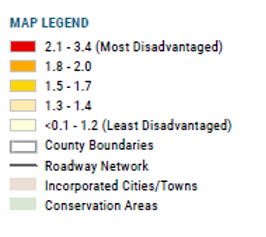 MAP LEGEND
2.1 - 3.4 (Most Disadvantaged)
1.8 - 2.0
1.5 - 1.7
1.3 - 1.4
<0.1 - 1.2 (Least Disadvantaged)
County Boundaries
Roadway Network
Incorporated Cities/Towns
Conservation Areas